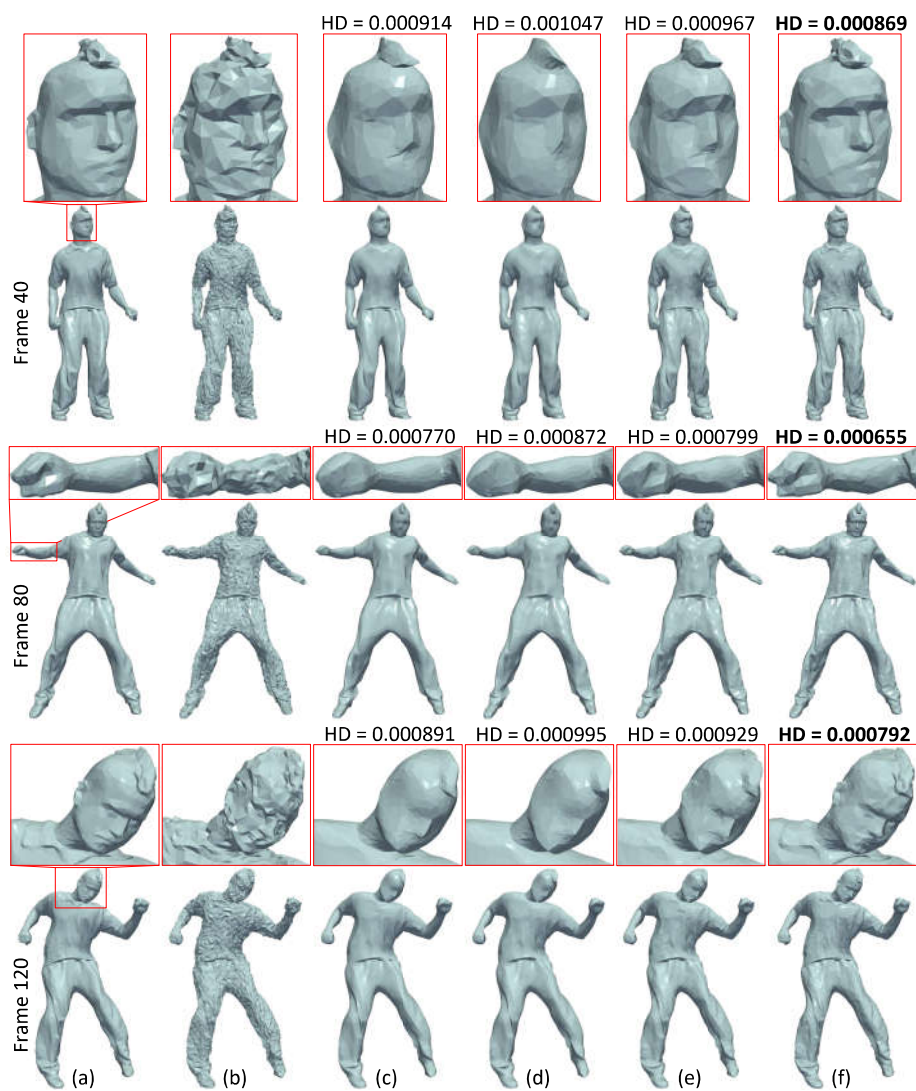 HD = 0.000914 HD = 0.001047 HD = 0.000967 HD = 0.000869
Frame 40
HD = 0.000770 HD = 0.000872 HD = 0.000799 HD = 0.000655
Frame 80
HD = 0.000891 HD = 0.000995 HD = 0.000929 HD = 0.000792
Frame 120
(a) (b) (c) (d) (e) (f)